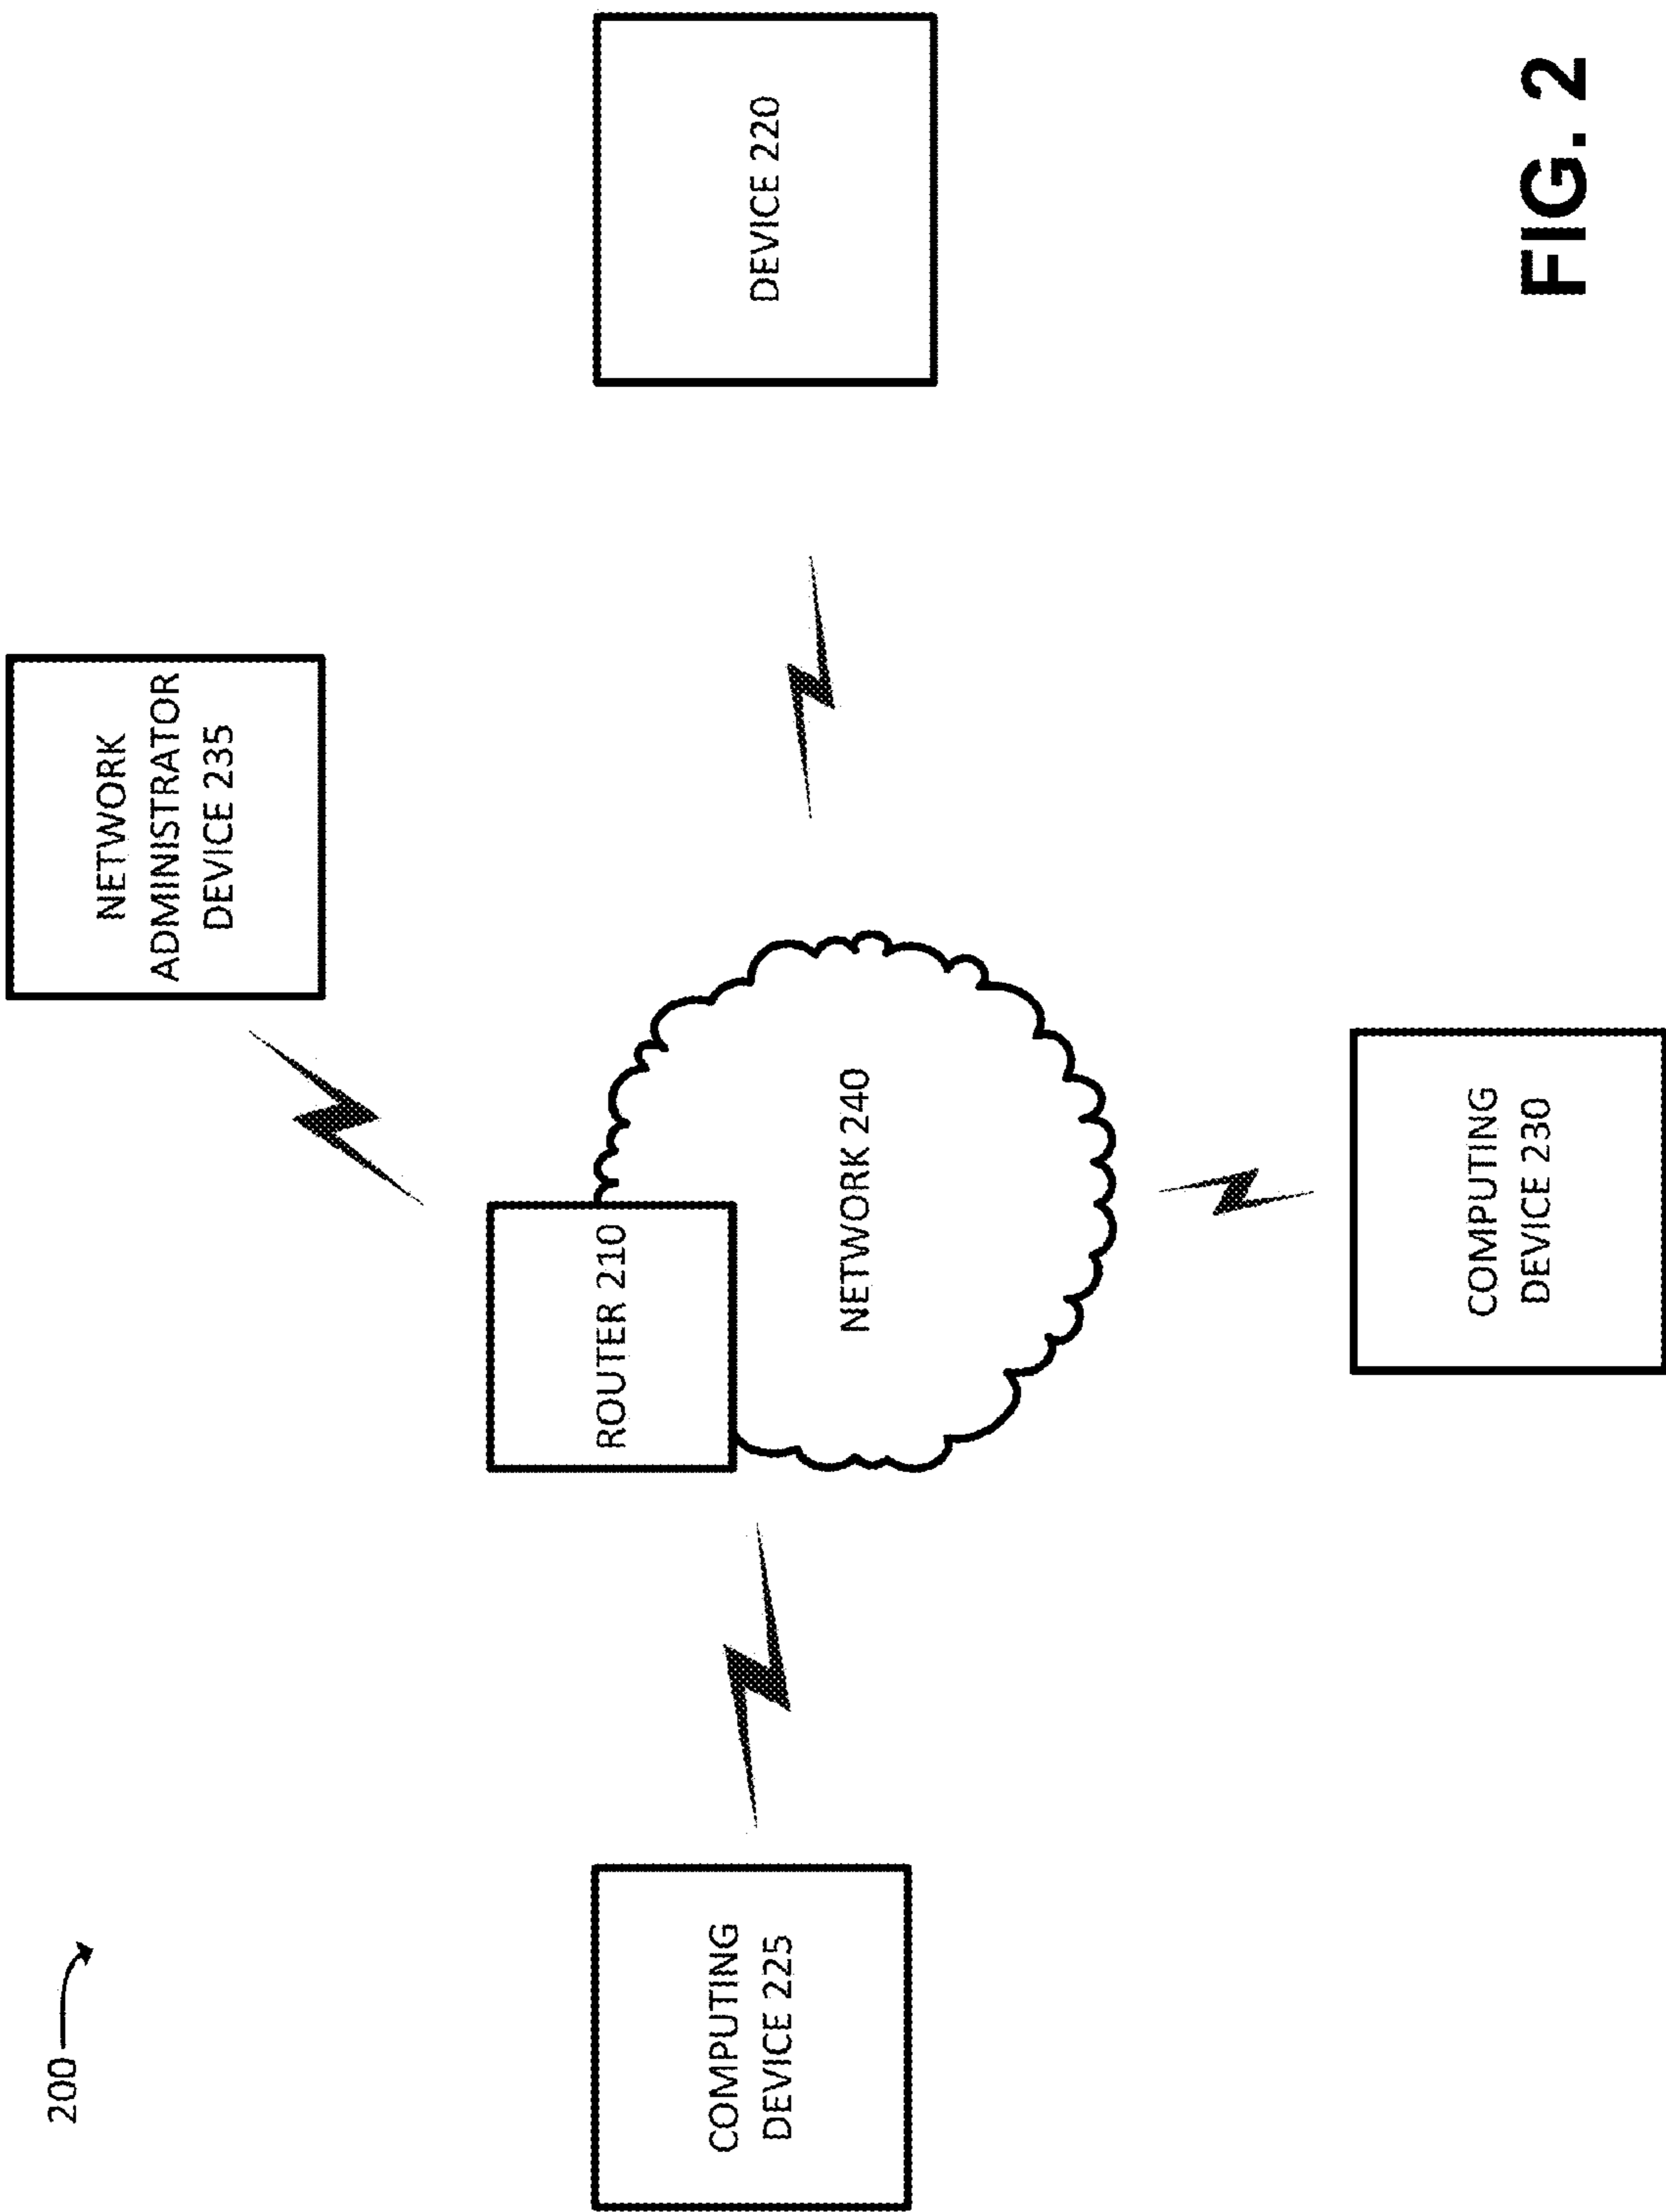 200
NETWORK
ADMINISTRATOR
DEVICE 235
ROUTER 210
COMPUTING
DEVICE 225
NETWORK 240
DEVICE 220
COMPUTING
DEVICE 230
FIG. 2